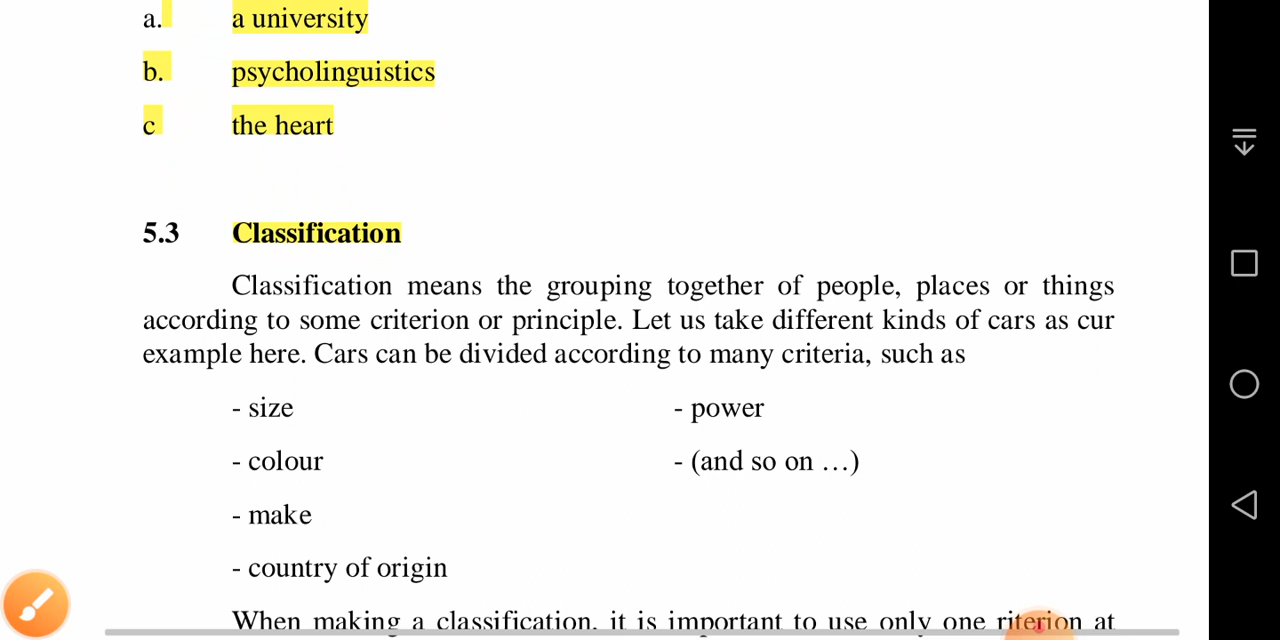 a. a university
b. psycholinguistics
c the heart
5.3 Classification
Classification means the grouping together of people, places or things
according to some criterion or principle. Let us take different kinds of cars as cur
example here. Cars can be divided according to many criteria, such as
- size - power
- colour - (and so on …)
- make
- country of origin
When making a classification, it is important to use only one riterion at